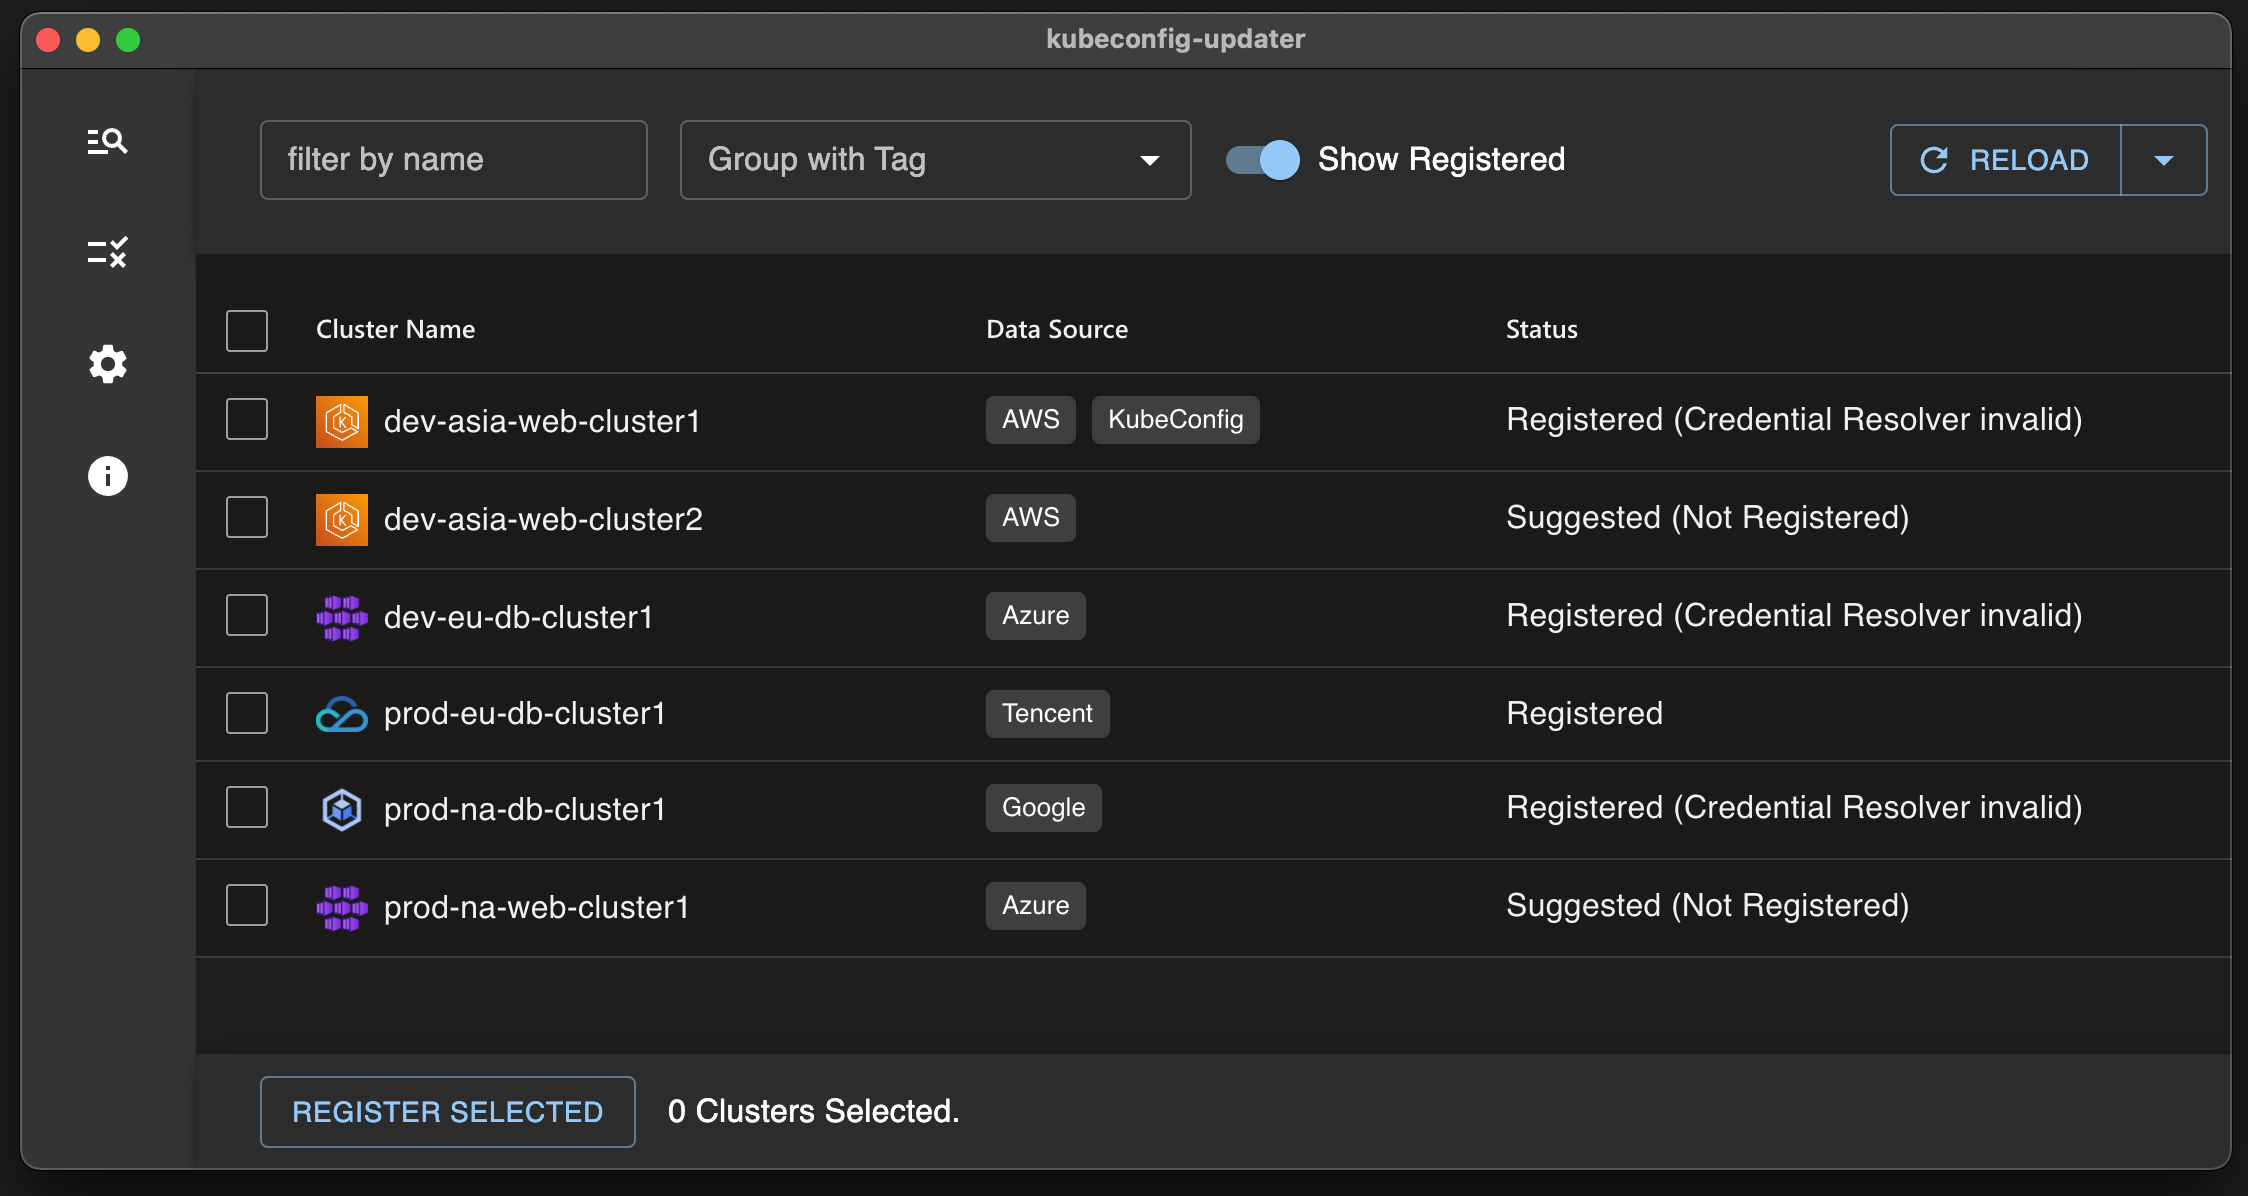 kubeconfig-updater
filter by name Group with Tag Show Registered RELOAD
Cluster Name Data Source Status
dev-asia-web-cluster1 AWS KubeConfig Registered (Credential Resolver invalid)
dev-asia-web-cluster2 AWS Suggested (Not Registered)
dev-eu-db-cluster1 Azure Registered (Credential Resolver invalid)
prod-eu-db-cluster1 Tencent Registered
prod-na-db-cluster1 Google Registered (Credential Resolver invalid)
prod-na-web-cluster1 Azure Suggested (Not Registered)
REGISTER SELECTED 0 Clusters Selected.